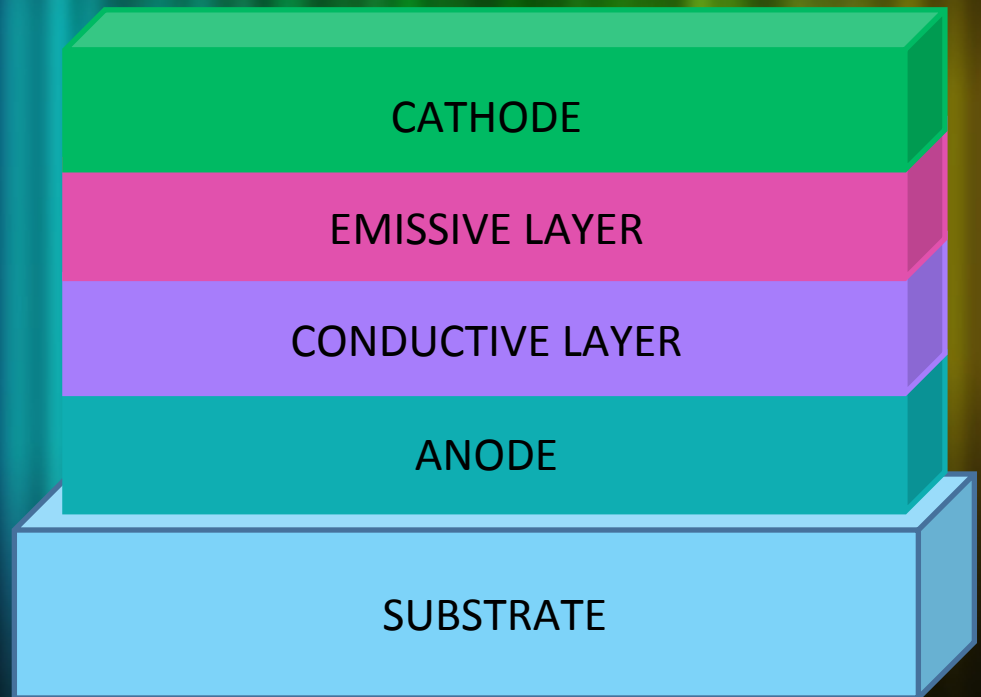 CATHODE
EMISSIVE LAYER
CONDUCTIVE LAYER
ANODE
SUBSTRATE